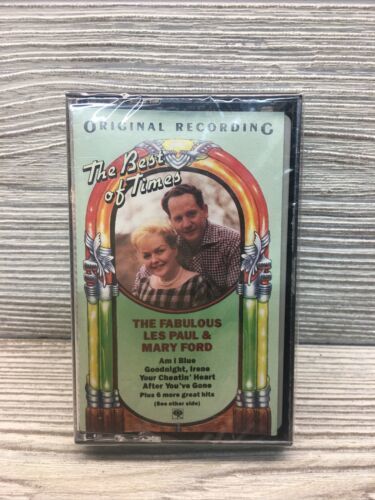 ORIGINAL RECORDING
The Best
of Times
THE FABULOUS
LES PAUL &
MARY FORD
Am I Blue
Goodnight, Irene
Your Cheatin' Heart
After You've Gone
Plus 6 more great hits
(See other side)